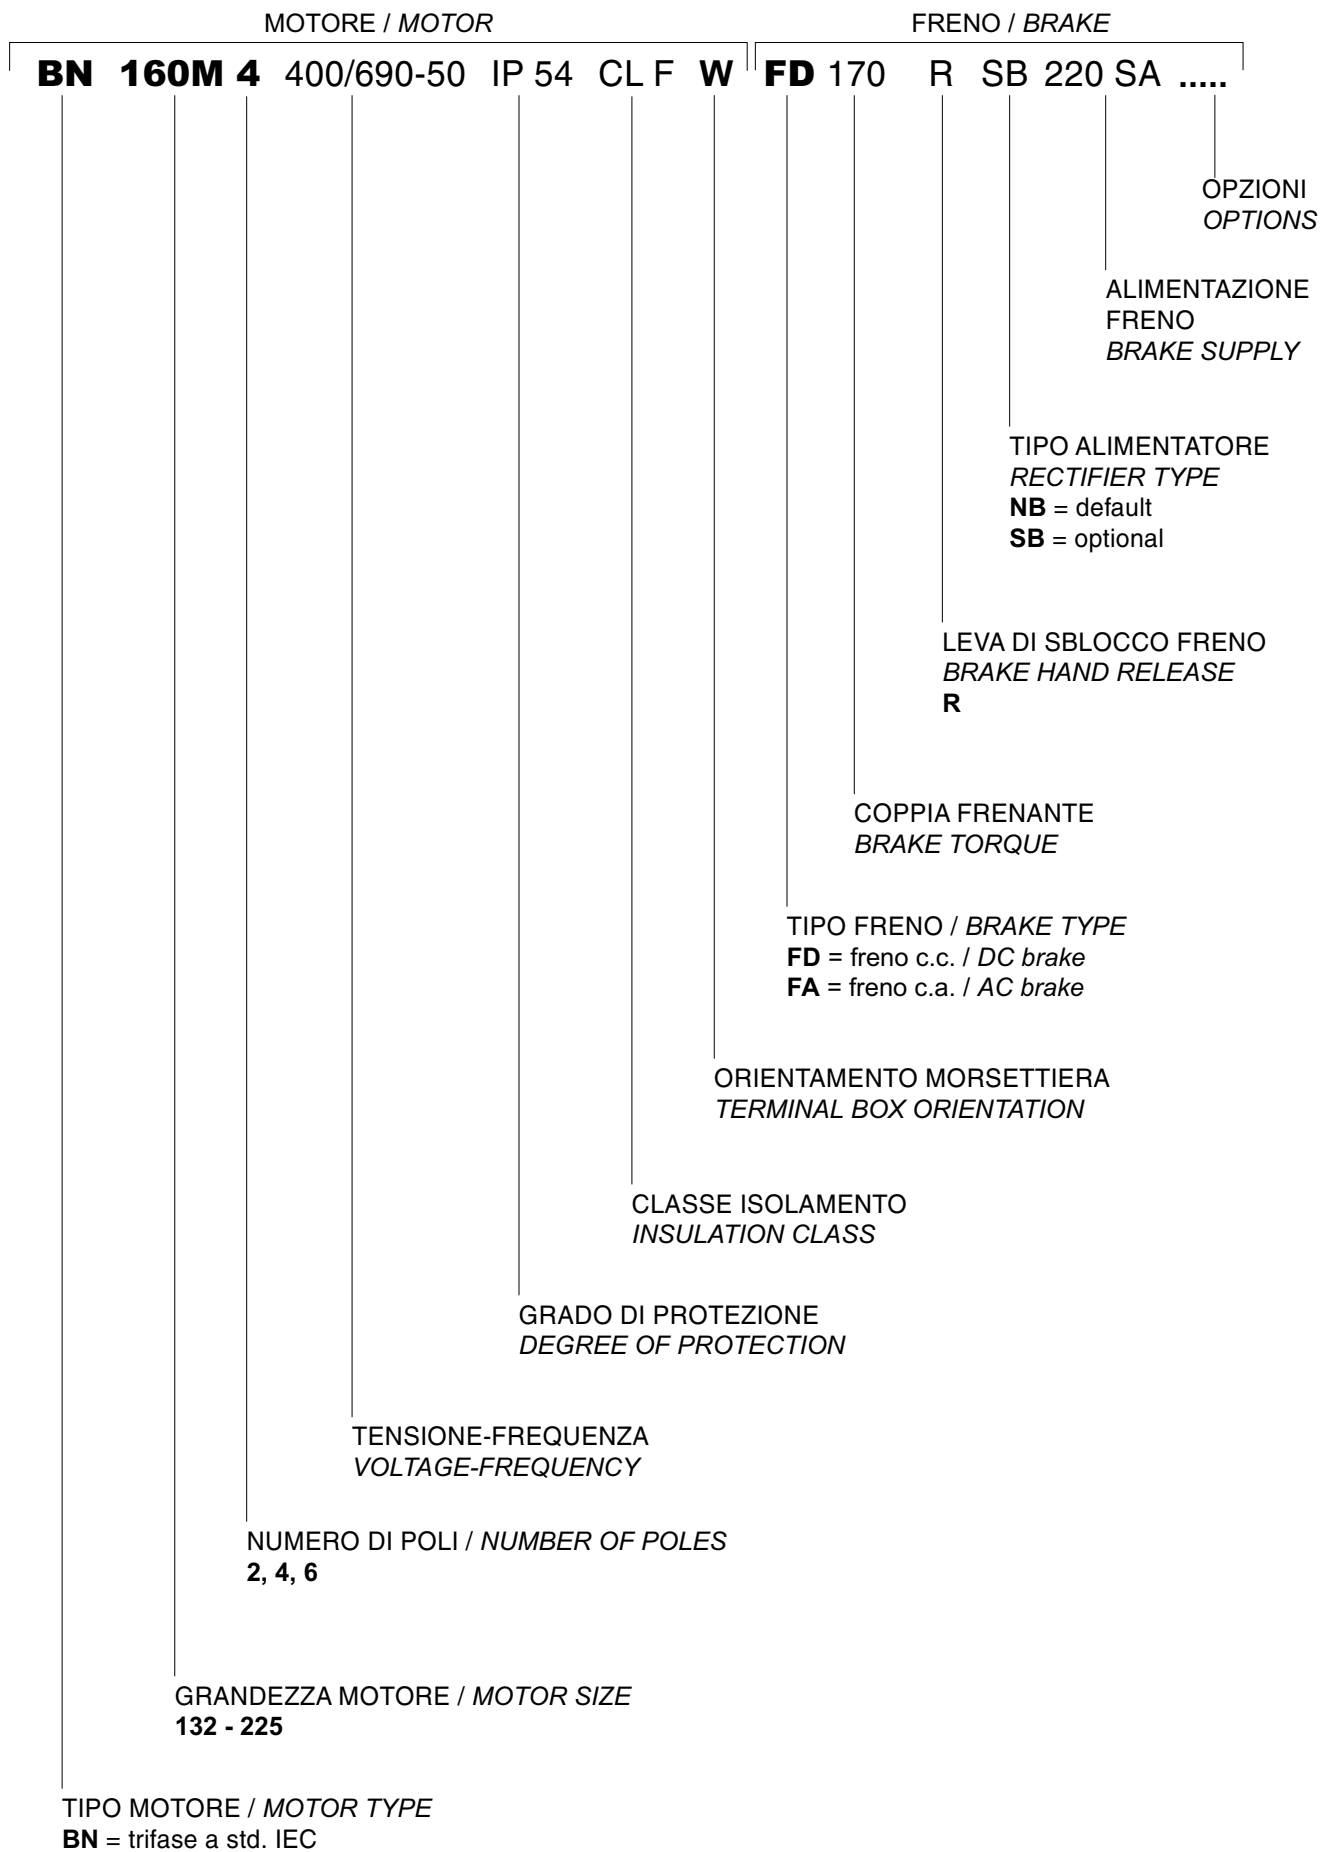 MOTORE / MOTOR
FRENO / BRAKE
BN 160M 4 400/690-50 IP 54 CL F W FD 170 R SB 220 SA .....
OPZIONI
OPTIONS
ALIMENTAZIONE
FRENO
BRAKE SUPPLY
TIPO ALIMENTATORE
RECTIFIER TYPE
NB = default
SB = optional
LEVA DI SBLOCCO FRENO
BRAKE HAND RELEASE
R
COPPIA FRENANTE
BRAKE TORQUE
TIPO FRENO / BRAKE TYPE
FD = freno c.c. / DC brake
FA = freno c.a. / AC brake
ORIENTAMENTO MORSETTIERA
TERMINAL BOX ORIENTATION
CLASSE ISOLAMENTO
INSULATION CLASS
GRADO DI PROTEZIONE
DEGREE OF PROTECTION
TENSIONE-FREQUENZA
VOLTAGE-FREQUENCY
NUMERO DI POLI / NUMBER OF POLES
2, 4, 6
GRANDEZZA MOTORE / MOTOR SIZE
132 - 225
TIPO MOTORE / MOTOR TYPE
BN = trifase a std. IEC